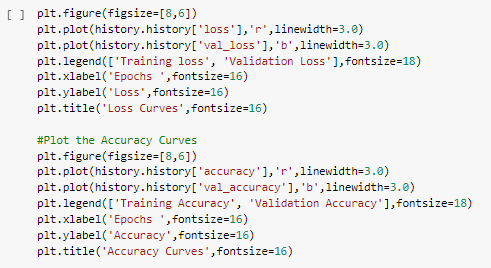 [ ] plt.figure(figsize=[8,6])
plt.plot(history.history['loss'],'r',linewidth=3.0)
plt.plot(history.history['val_loss'],'b',linewidth=3.0)
plt.legend(['Training loss', 'Validation Loss'],fontsize=18)
plt.xlabel('Epochs ',fontsize=16)
plt.ylabel('Loss',fontsize=16)
plt.title('Loss Curves',fontsize=16)

#Plot the Accuracy Curves
plt.figure(figsize=[8,6])
plt.plot(history.history['accuracy'],'r',linewidth=3.0)
plt.plot(history.history['val_accuracy'],'b',linewidth=3.0)
plt.legend(['Training Accuracy', 'Validation Accuracy'],fontsize=18)
plt.xlabel('Epochs ',fontsize=16)
plt.ylabel('Accuracy',fontsize=16)
plt.title('Accuracy Curves',fontsize=16)